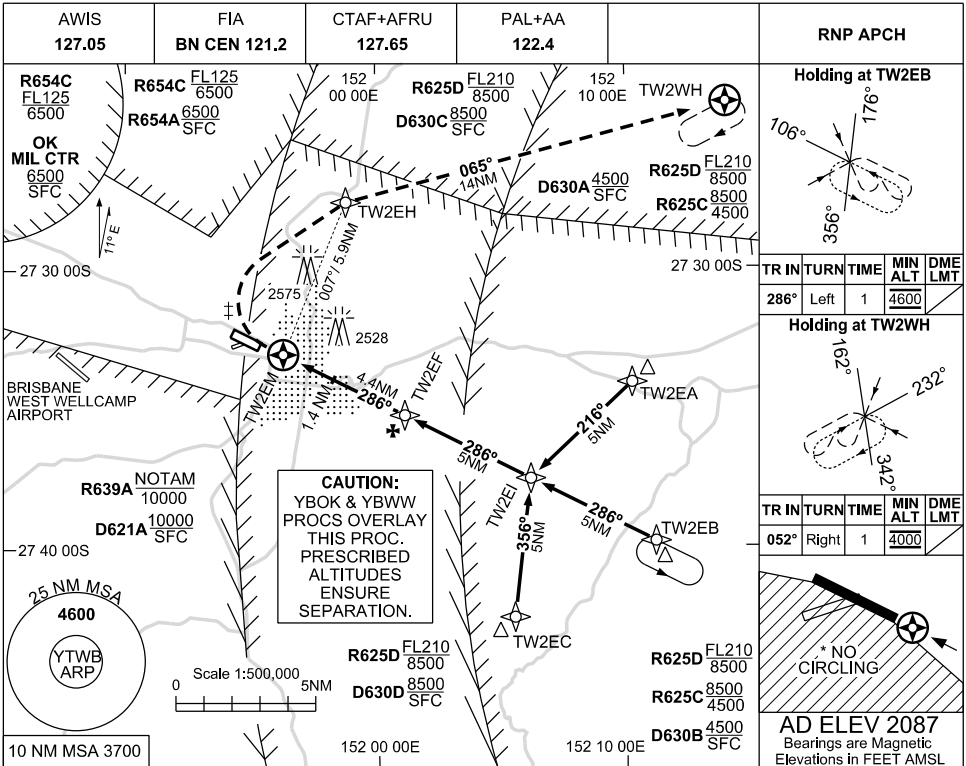 AWIS
127.05
FIA
BN CEN 121.2
CTAF+AFRU
127.65
PAL+AA
122.4
RNP APCH
R654C FL125
6500
OK
MIL CTR
6500
SFC
R654C FL125
6500
R654A 6500
SFC
152
00 00E
R625D FL210
8500
D630C 8500
SFC
152
10 00E
TW2WH
065°
14NM
D630A 4500
SFC
R625D FL210
8500
R625C 8500
4500
11° E
TW2EH
007° / 5.9NM
27 30 00S
27 30 00S
2575
2528
‡
TW2EM
BRISBANE
WEST WELLCAMP
AIRPORT
4.4NM
286°
1.4 NM
TW2EF
TW2EA
216°
5NM
286°
5NM
TW2EI
286°
5NM
TW2EB
356°
5NM
TW2EC
R639A NOTAM
10000
D621A 10000
SFC
27 40 00S
CAUTION:
YBOK & YBWW
PROCS OVERLAY
THIS PROC.
PRESCRIBED
ALTITUDES
ENSURE
SEPARATION.
25 NM MSA
4600
YTWB
ARP
10 NM MSA 3700
Scale 1:500,000
0 5NM
R625D FL210
8500
D630D 8500
SFC
R625D FL210
8500
R625C 8500
4500
D630B 4500
SFC
152 00 00E
152 10 00E
Holding at TW2EB
106°
176°
356°
TR IN TURN TIME MIN ALT DME LMT
286° Left 1 4600
Holding at TW2WH
162°
232°
342°
TR IN TURN TIME MIN ALT DME LMT
052° Right 1 4000
* NO
CIRCLING
AD ELEV 2087
Bearings are Magnetic
Elevations in FEET AMSL